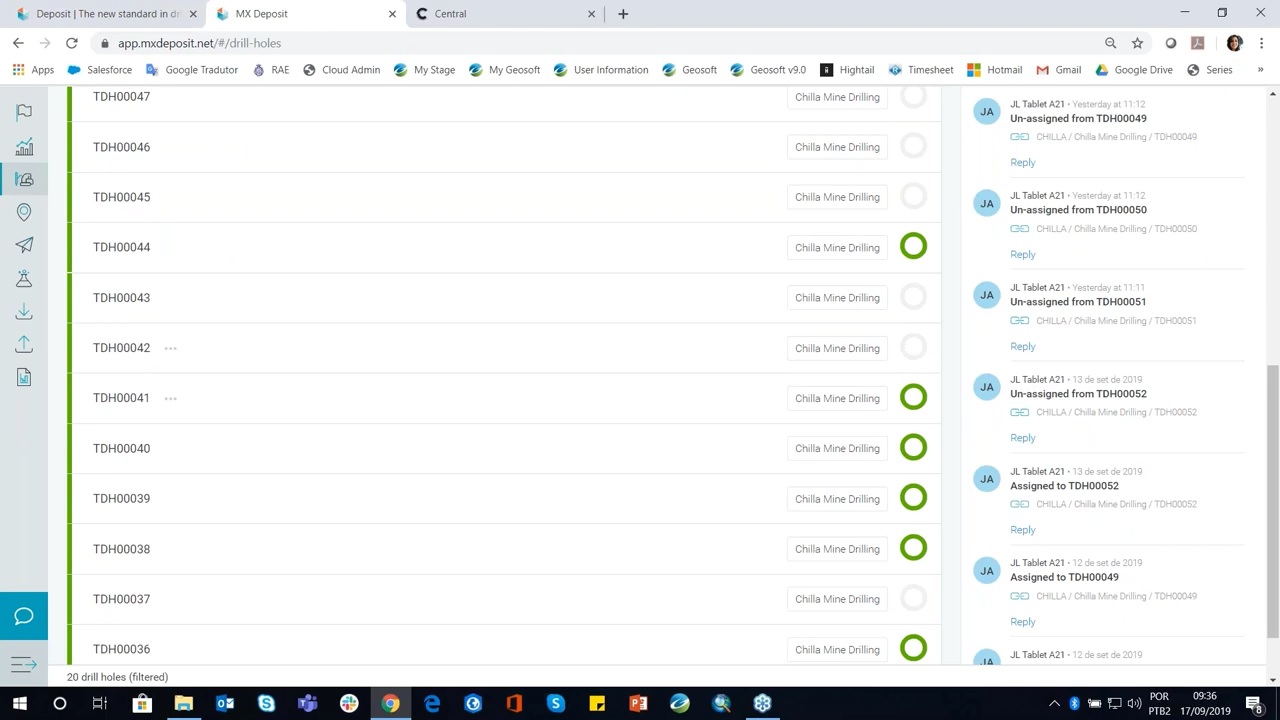 Deposit | The new standard in dri
MX Deposit
Central
app.mxdeposit.net/#/drill-holes
Apps
Salesforce
Google Tradutor
RAE
Cloud Admin
My Stage
My Geosoft
User Information
Geosoft
Geosoft v9.0
Hightail
Timesheet
Hotmail
Gmail
Google Drive
Series
»
TDH00047
Chilla Mine Drilling
TDH00046
Chilla Mine Drilling
TDH00045
Chilla Mine Drilling
TDH00044
Chilla Mine Drilling
TDH00043
Chilla Mine Drilling
TDH00042
Chilla Mine Drilling
TDH00041
Chilla Mine Drilling
TDH00040
Chilla Mine Drilling
TDH00039
Chilla Mine Drilling
TDH00038
Chilla Mine Drilling
TDH00037
Chilla Mine Drilling
TDH00036
Chilla Mine Drilling
20 drill holes (filtered)
JA
JL Tablet A21 • Yesterday at 11:12
Un-assigned from TDH00049
CHILLA / Chilla Mine Drilling / TDH00049
Reply
JA
JL Tablet A21 • Yesterday at 11:12
Un-assigned from TDH00050
CHILLA / Chilla Mine Drilling / TDH00050
Reply
JA
JL Tablet A21 • Yesterday at 11:11
Un-assigned from TDH00051
CHILLA / Chilla Mine Drilling / TDH00051
Reply
JA
JL Tablet A21 • 13 de set de 2019
Un-assigned from TDH00052
CHILLA / Chilla Mine Drilling / TDH00052
Reply
JA
JL Tablet A21 • 13 de set de 2019
Assigned to TDH00052
CHILLA / Chilla Mine Drilling / TDH00052
Reply
JA
JL Tablet A21 • 12 de set de 2019
Assigned to TDH00049
CHILLA / Chilla Mine Drilling / TDH00049
Reply
JA
JL Tablet A21 • 12 de set de 2019
POR
PTB2
09:36
17/09/2019
8